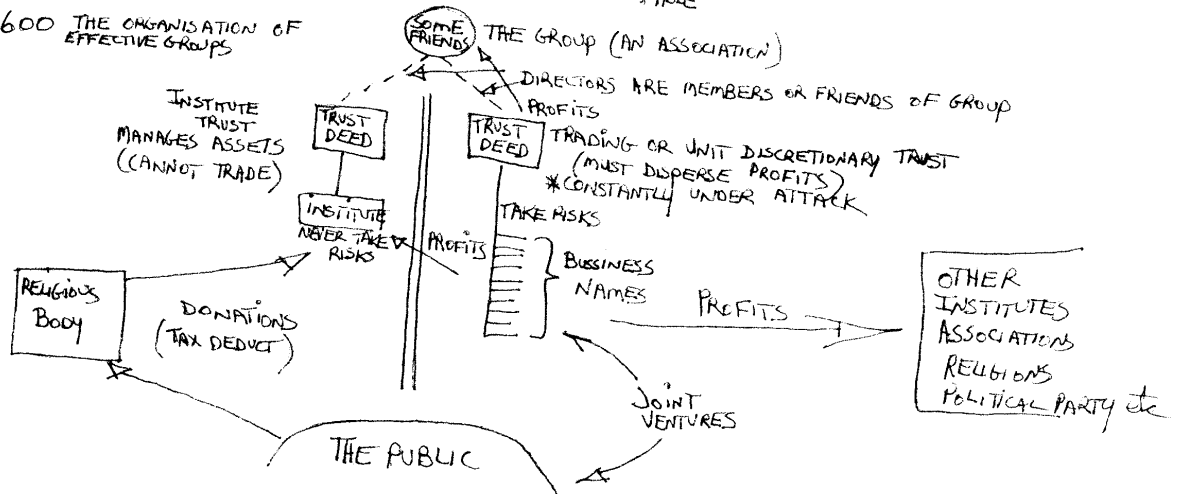 600 THE ORGANISATION OF
EFFECTIVE GROUPS
SOME
FRIENDS
THE GROUP (AN ASSOCIATION)
DIRECTORS ARE MEMBERS OR FRIENDS OF GROUP
PROFITS
INSTITUTE
TRUST
MANAGES ASSETS
(CANNOT TRADE)
TRUST
DEED
TRUST
DEED
TRADING OR UNIT DISCRETIONARY TRUST
(MUST DISPERSE PROFITS)
*CONSTANTLY UNDER ATTACK
INSTITUTE
NEVER TAKE
RISKS
TAKE RISKS
PROFITS
BUSSINESS
NAMES
PROFITS
RELIGIOUS
BODY
DONATIONS
(TAX DEDUCT)
OTHER
INSTITUTES
ASSOCIATIONS
RELIGIONS
POLITICAL PARTY etc
JOINT
VENTURES
THE PUBLIC